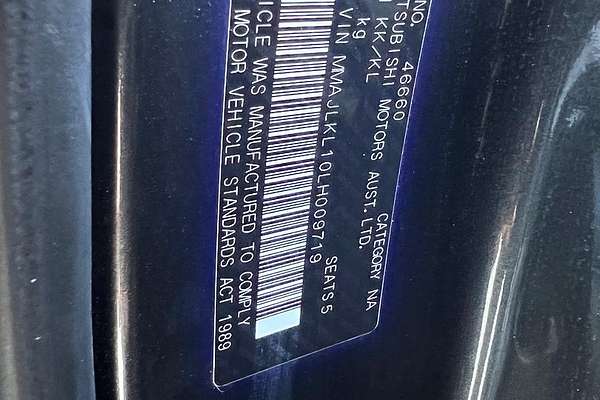 NO. 46660 CATEGORY NA
TSUBISHI MOTORS AUST. LTD.
KK/KL
kg SEATS 5
VIN MMAJLKL10LH009719
ICLE WAS MANUFACTURED TO COMPLY
MOTOR VEHICLE STANDARDS ACT 1989